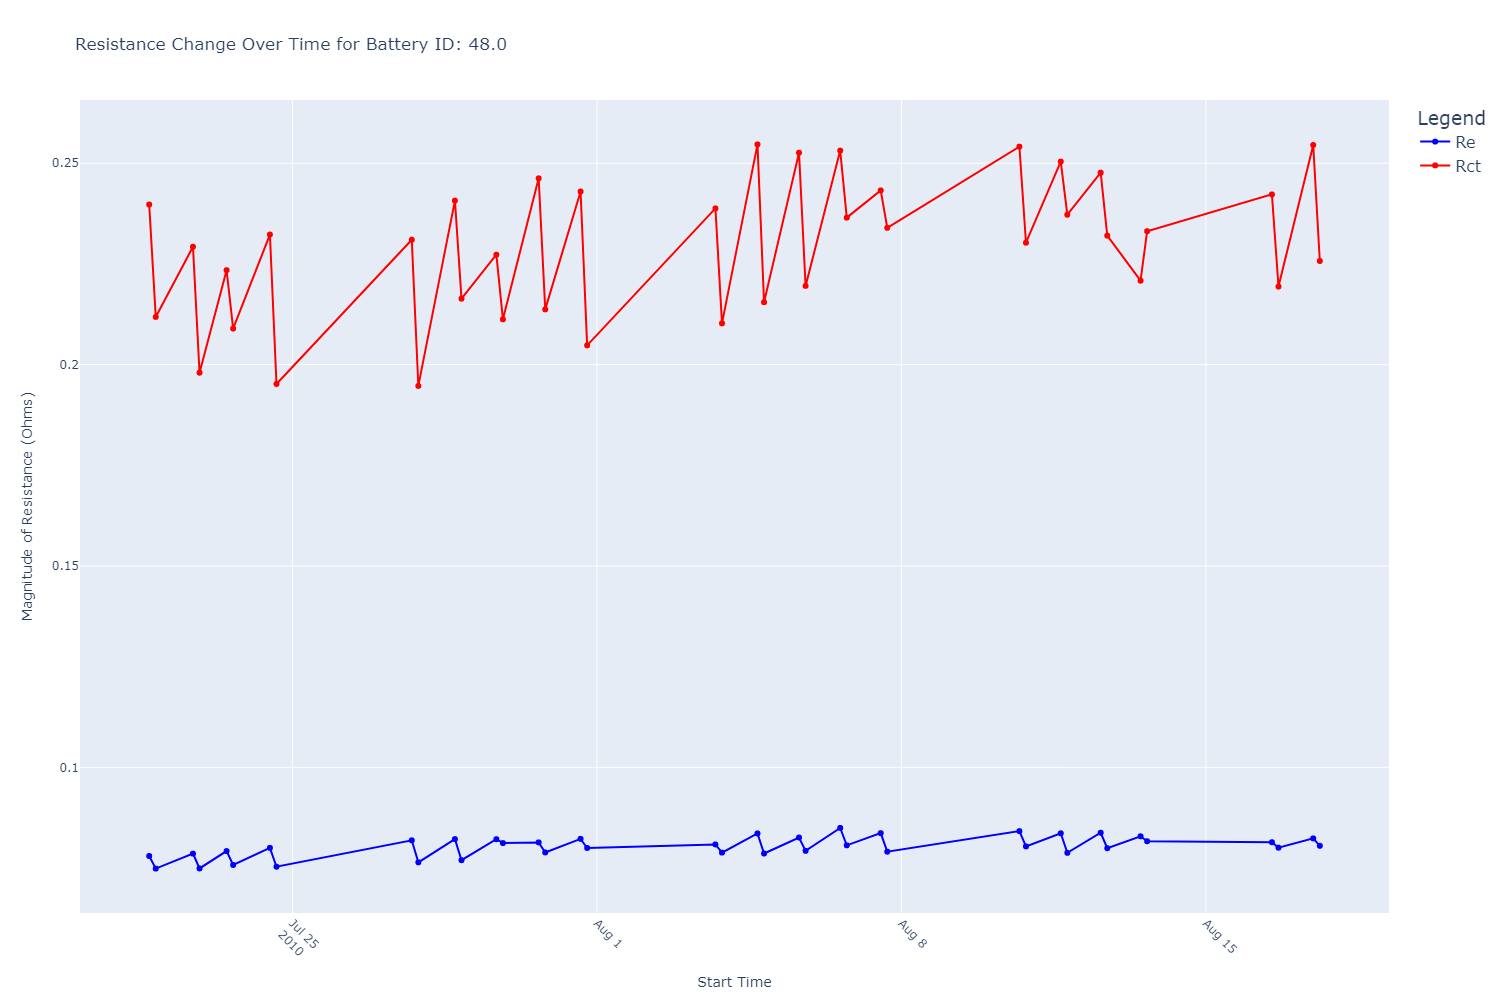 Resistance Change Over Time for Battery ID: 48.0
Legend
Re
Rct
0.25
0.2
0.15
0.1
Magnitude of Resistance (Ohms)
Jul 25
2010
Aug 1
Aug 8
Aug 15
Start Time